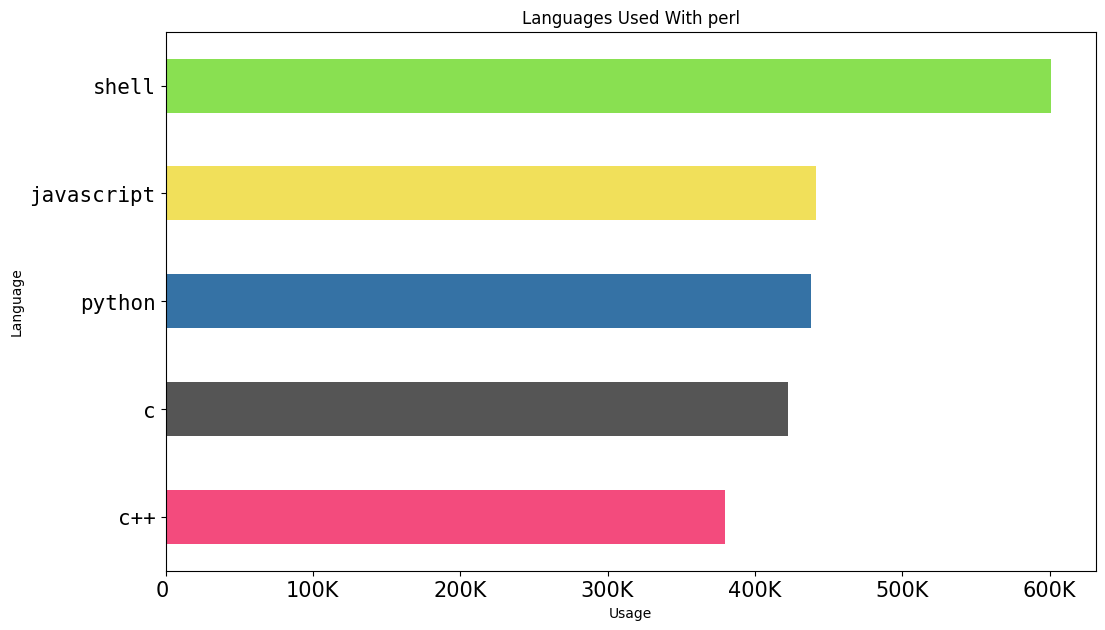 Languages Used With perl
Language
shell
javascript
python
c
c++
0 100K 200K 300K 400K 500K 600K
Usage